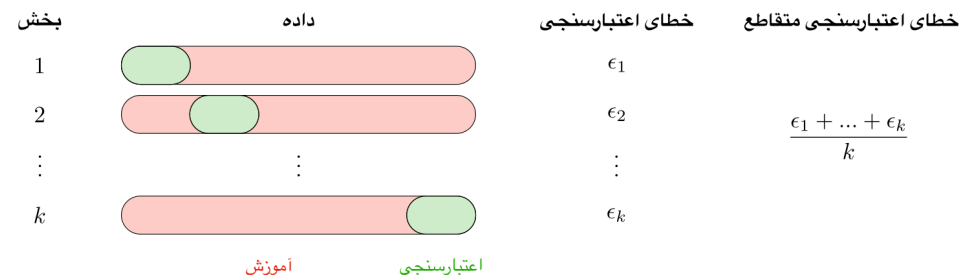 بخش داده خطای اعتبارسنجی خطای اعتبارسنجی متقاطع
1 ϵ₁
2 ϵ₂
⋮ ⋮ ⋮ (ϵ₁ + ... + ϵₖ) / k
k ϵₖ
آموزش اعتبارسنجی